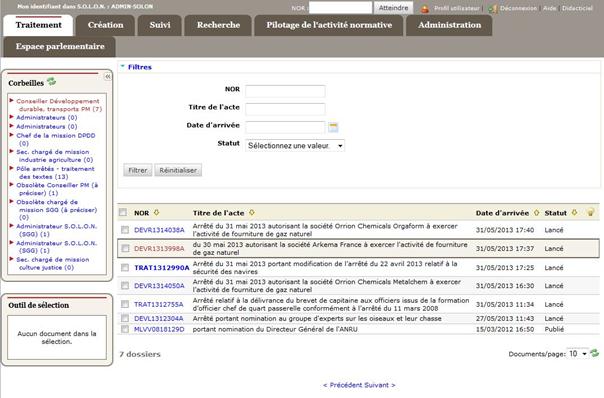 Mon identifiant dans S.O.L.O.N. : ADMIN-SOLON
NOR :
Atteindre
Profil utilisateur | Déconnexion | Aide | Didacticiel
Traitement
Création
Suivi
Recherche
Pilotage de l'activité normative
Administration
Espace parlementaire
Corbeilles
Conseiller Développement
durable, transports PM (7)
Administrateurs (0)
Administrateurs (0)
Chef de la mission DPDD
(0)
Sec. chargé de mission
industrie agriculture (0)
Pôle arrêtés - traitement
des textes (13)
Obsolète Conseiller PM (à
préciser) (1)
Obsolète chargé de
mission SGG (à préciser)
(0)
Administrateur S.O.L.O.N.
(SGG) (1)
Administrateur S.O.L.O.N.
(SGG) (1)
Sec. chargé de mission
culture justice (0)
Outil de sélection
Aucun document dans la
sélection.
Filtres
NOR
Titre de l'acte
Date d'arrivée
Statut
Sélectionnez une valeur.
Filtrer
Réinitialiser
NOR Titre de l'acte Date d'arrivée Statut
DEVR1314038A Arrêté du 31 mai 2013 autorisant la société Orrion Chemicals Orgaform à exercer l'activité de fourniture de gaz naturel 31/05/2013 17:40 Lancé
DEVR1313998A du 30 mai 2013 autorisant la société Arkema France à exercer l'activité de fourniture de gaz naturel 31/05/2013 17:37 Lancé
TRAT1312990A Arrêté du 31 mai 2013 portant modification de l'arrêté du 22 avril 2013 relatif à la sécurité des navires 31/05/2013 17:25 Lancé
DEVR1314050A Arrêté du 31 mai 2013 autorisant la société Orrion Chemicals Metalchem à exercer l'activité de fourniture de gaz naturel 31/05/2013 16:30 Lancé
TRAT1312755A Arrêté relatif à la délivrance du brevet de capitaine aux officiers issus de la formation d'officier chef de quart passerelle conformément à l'arrêté du 11 mars 2008 31/05/2013 11:34 Lancé
DEVL1312304A Arrêté portant nomination au groupe d'experts sur les oiseaux et leur chasse 27/05/2013 11:43 Lancé
MLVV0818129D portant nomination du Directeur Général de l'ANRU 15/03/2012 16:50 Publié
7 dossiers
Documents/page: 10
< Précédent Suivant >